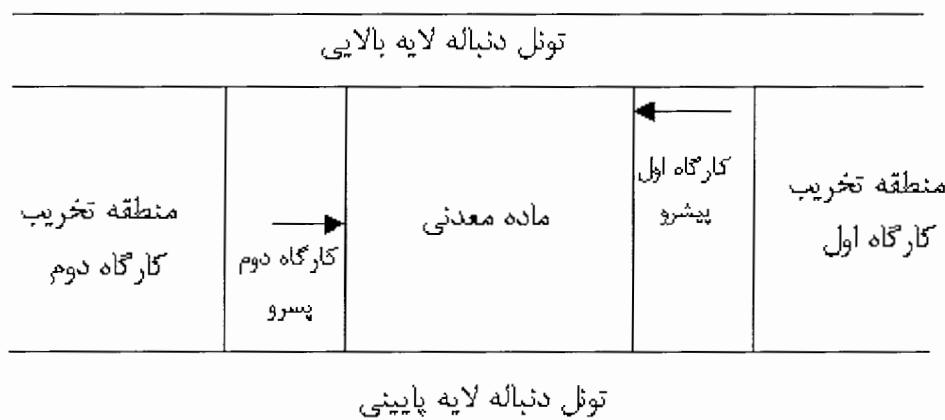 تونل دنباله لایه بالایی
منطقه تخریب
کارگاه اول
کارگاه اول
پیشرو
ماده معدنی
کارگاه دوم
پسرو
منطقه تخریب
کارگاه دوم
تونل دنباله لایه پایینی